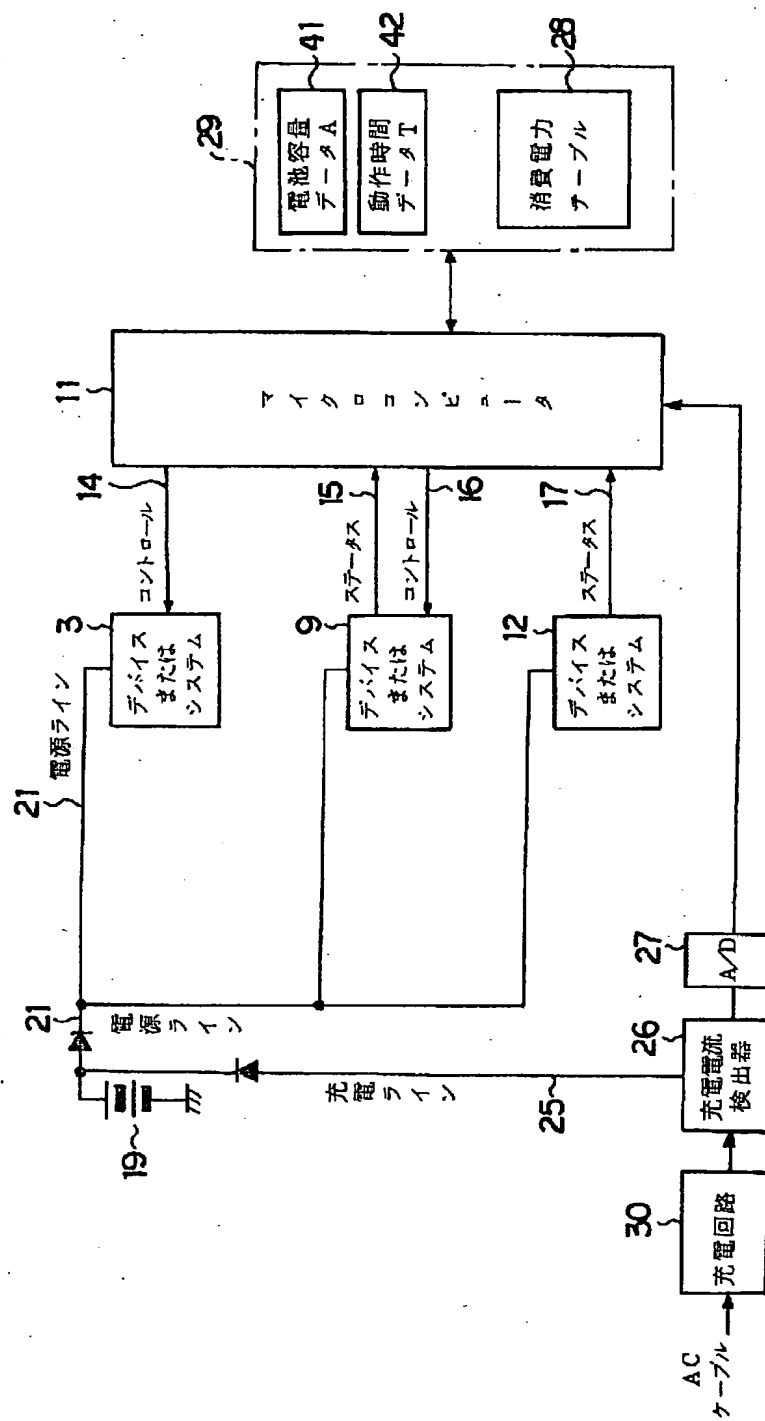 29
41
電池容量
データA
42
動作時間
データT
28
消費電力
テーブル
11
マイクロコンピュータ
14
コントロール
15
ステータス
16
コントロール
17
ステータス
3
デバイス
または
システム
9
デバイス
または
システム
12
デバイス
または
システム
21
電源ライン
21
電源ライン
19
充電ライン
25
27
A/D
26
充電電流
検出器
30
充電回路
AC
ケーブル